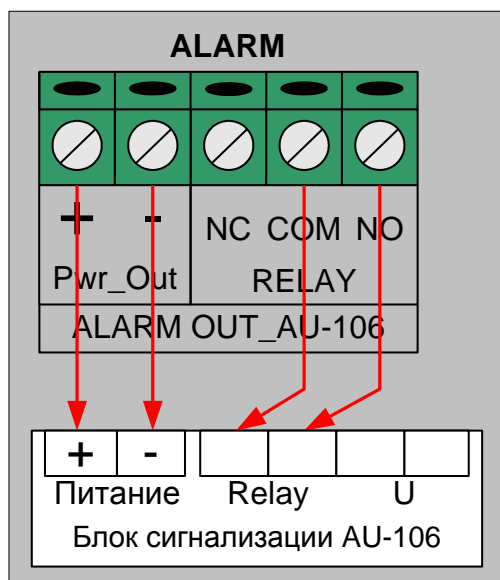 ALARM
+ - NC COM NO
Pwr_Out RELAY
ALARM OUT_AU-106
+ -
Питание Relay U
Блок сигнализации AU-106